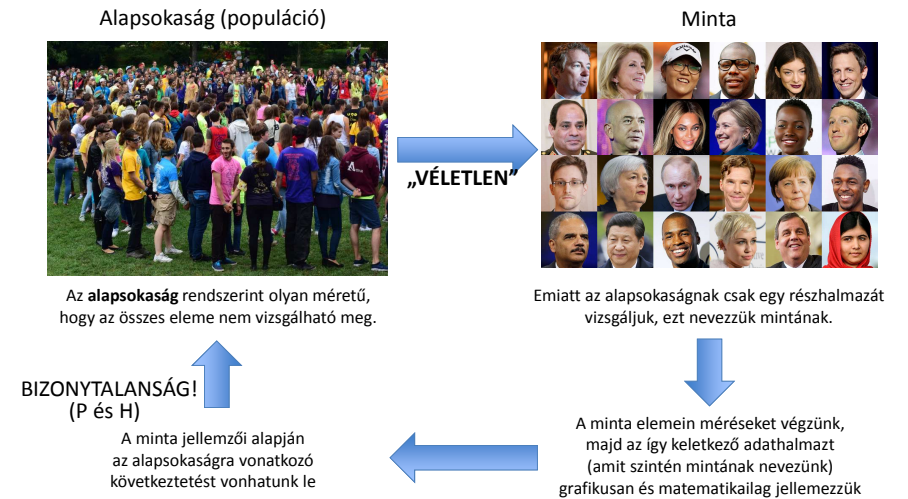 Alapsokaság (populáció)
Minta
„VÉLETLEN”
Az alapsokaság rendszerint olyan méretű,
hogy az összes eleme nem vizsgálható meg.
Emiatt az alapsokaságnak csak egy részhalmazát
vizsgáljuk, ezt nevezzük mintának.
BIZONYTALANSÁG!
(P és H)
A minta jellemzői alapján
az alapsokaságra vonatkozó
következtetést vonhatunk le
A minta elemein méréseket végzünk,
majd az így keletkező adathalmazt
(amit szintén mintának nevezünk)
grafikusan és matematikailag jellemezzük